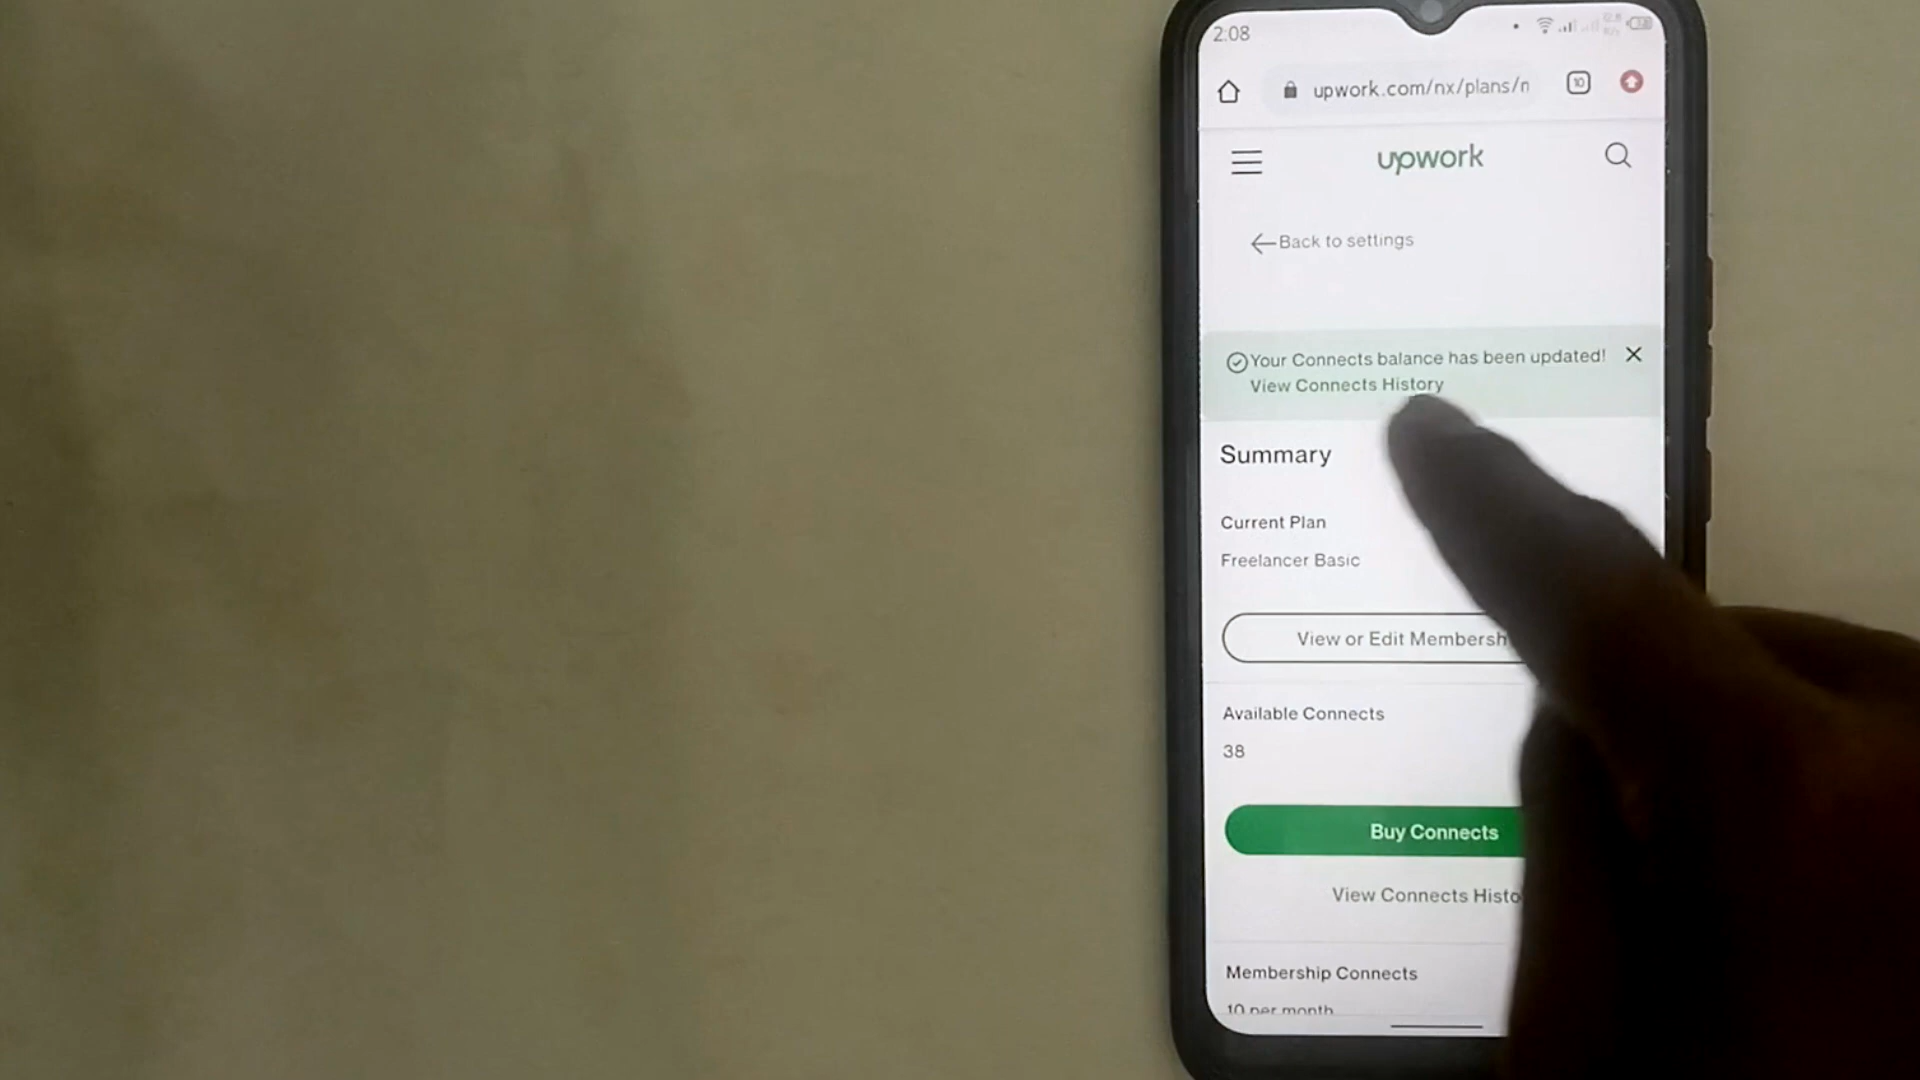 2:08
upwork.com/nx/plans/n
10
upwork
Back to settings
Your Connects balance has been updated!
View Connects History
Summary
Current Plan
Freelancer Basic
View or Edit Membersh
Available Connects
38
Buy Connects
View Connects Histo
Membership Connects
10 per month